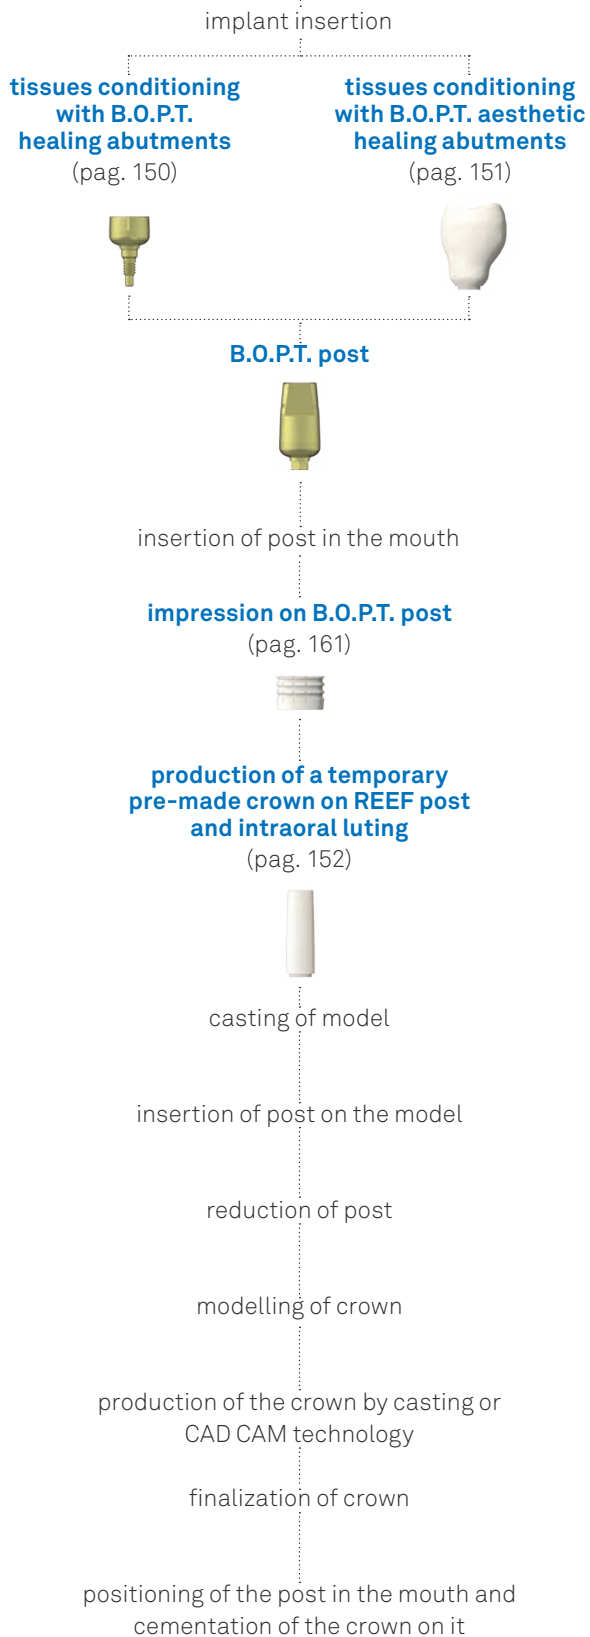 implant insertion
tissues conditioning
with B.O.P.T.
healing abutments
(pag. 150)
tissues conditioning
with B.O.P.T. aesthetic
healing abutments
(pag. 151)
B.O.P.T. post
insertion of post in the mouth
impression on B.O.P.T. post
(pag. 161)
production of a temporary
pre-made crown on REEF post
and intraoral luting
(pag. 152)
casting of model
insertion of post on the model
reduction of post
modelling of crown
production of the crown by casting or
CAD CAM technology
finalization of crown
positioning of the post in the mouth and
cementation of the crown on it